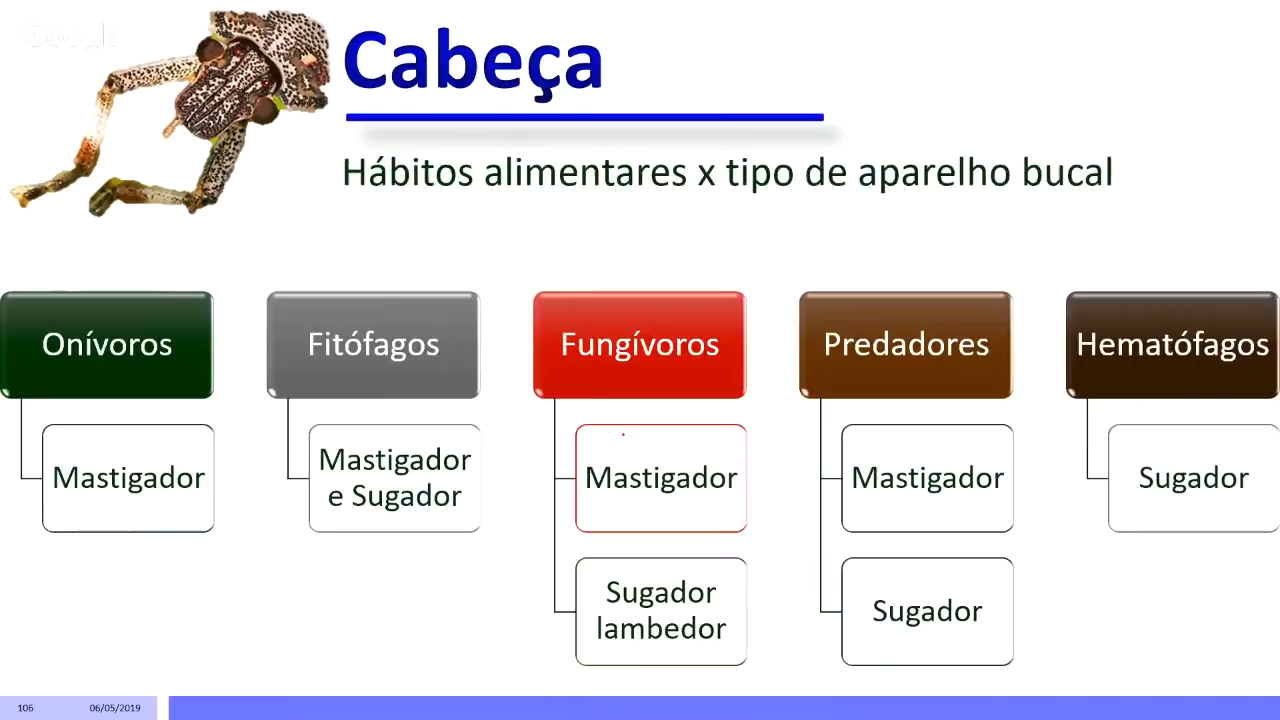 Google
Cabeça
Hábitos alimentares x tipo de aparelho bucal
Onívoros
Fitófagos
Fungívoros
Predadores
Hematófagos
Mastigador
Mastigador
e Sugador
Mastigador
Mastigador
Sugador
Sugador
lambedor
Sugador
106
06/05/2019